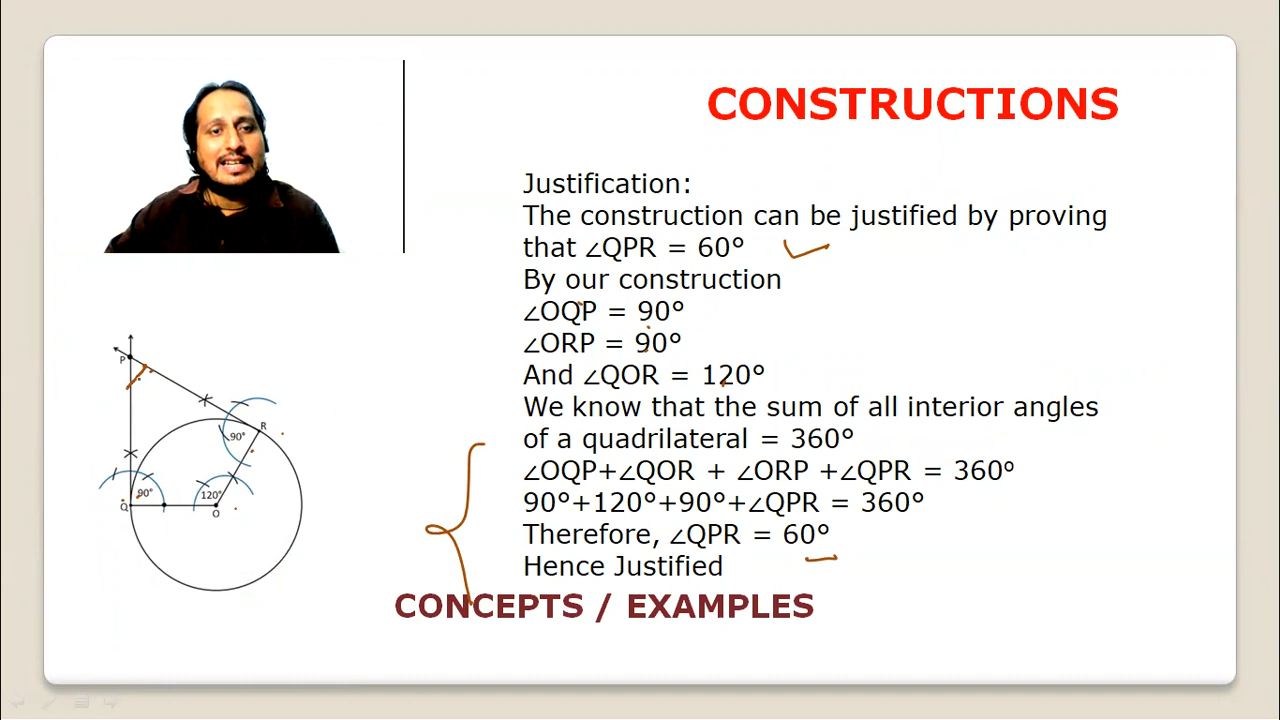 CONSTRUCTIONS
Justification:
The construction can be justified by proving
that ∠QPR = 60°
By our construction
∠OQP = 90°
∠ORP = 90°
And ∠QOR = 120°
We know that the sum of all interior angles
of a quadrilateral = 360°
∠OQP+∠QOR + ∠ORP +∠QPR = 360º
90°+120°+90°+∠QPR = 360°
Therefore, ∠QPR = 60°
Hence Justified
P
R
90°
90°
120°
Q
O
CONCEPTS / EXAMPLES